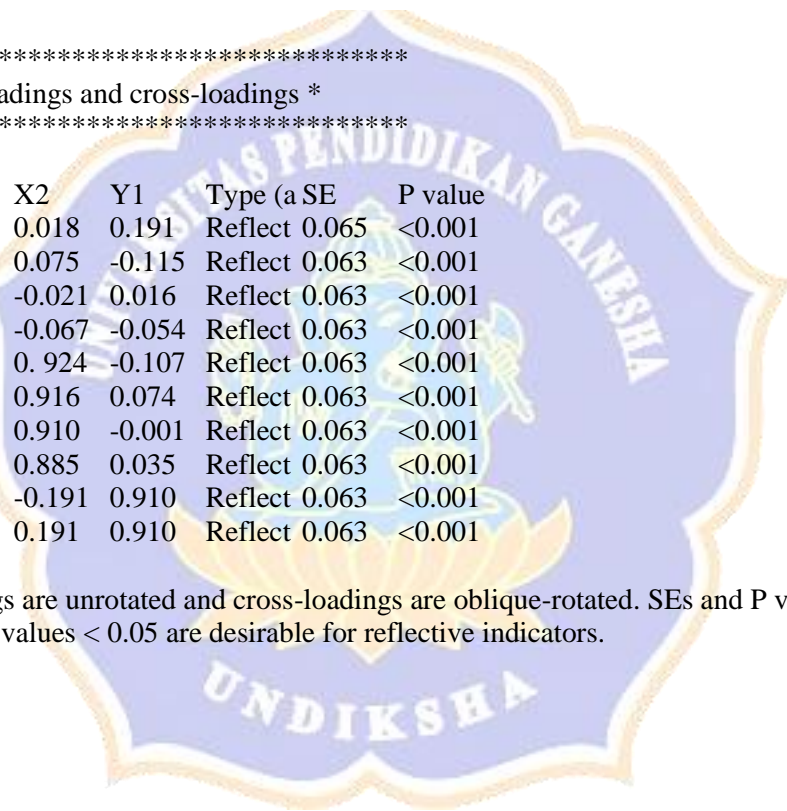 ****************************
adings and cross-loadings *
****************************
UNIVERSITAS PENDIDIKAN GANESHA
X2 Y1 Type (a SE P value
0.018 0.191 Reflect 0.065 <0.001
0.075 -0.115 Reflect 0.063 <0.001
-0.021 0.016 Reflect 0.063 <0.001
-0.067 -0.054 Reflect 0.063 <0.001
0. 924 -0.107 Reflect 0.063 <0.001
0.916 0.074 Reflect 0.063 <0.001
0.910 -0.001 Reflect 0.063 <0.001
0.885 0.035 Reflect 0.063 <0.001
-0.191 0.910 Reflect 0.063 <0.001
0.191 0.910 Reflect 0.063 <0.001
gs are unrotated and cross-loadings are oblique-rotated. SEs and P v
values < 0.05 are desirable for reflective indicators.
UNDIKSHA